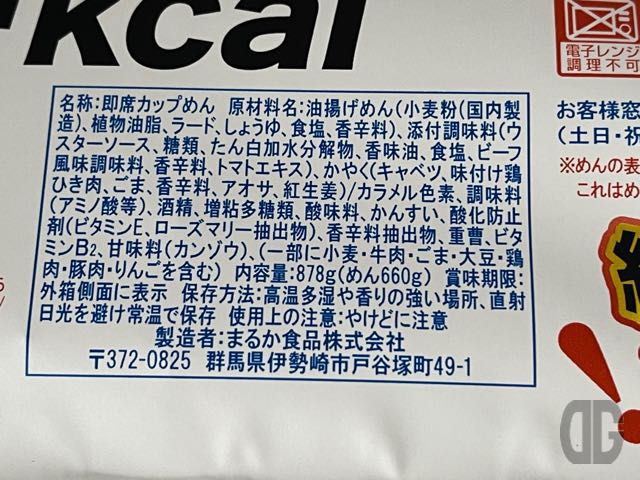 kcal
電子レンジ
調理不可
名称:即席カップめん 原材料名:油揚げめん(小麦粉(国内製
造)、植物油脂、ラード、しょうゆ、食塩、香辛料)、添付調味料(ウ
スターソース、糖類、たん白加水分解物、香味油、食塩、ビーフ
風味調味料、香辛料、トマトエキス)、かやく(キャベツ、味付け鶏
ひき肉、ごま、香辛料、アオサ、紅生姜)/カラメル色素、調味料
(アミノ酸等)、酒精、増粘多糖類、酸味料、かんすい、酸化防止
剤(ビタミンE、ローズマリー抽出物)、香辛料抽出物、重曹、ビタ
ミンB2、甘味料(カンゾウ)、(一部に小麦・牛肉・ごま・大豆・鶏
肉・豚肉・りんごを含む) 内容量:878g(めん660g) 賞味期限:
外箱側面に表示 保存方法:高温多湿や香りの強い場所、直射
日光を避け常温で保存 使用上の注意:やけどに注意
製造者:まるか食品株式会社
〒372-0825 群馬県伊勢崎市戸谷塚町49-1
お客様窓
(土日・祝
※めんの表
これはめ
DG